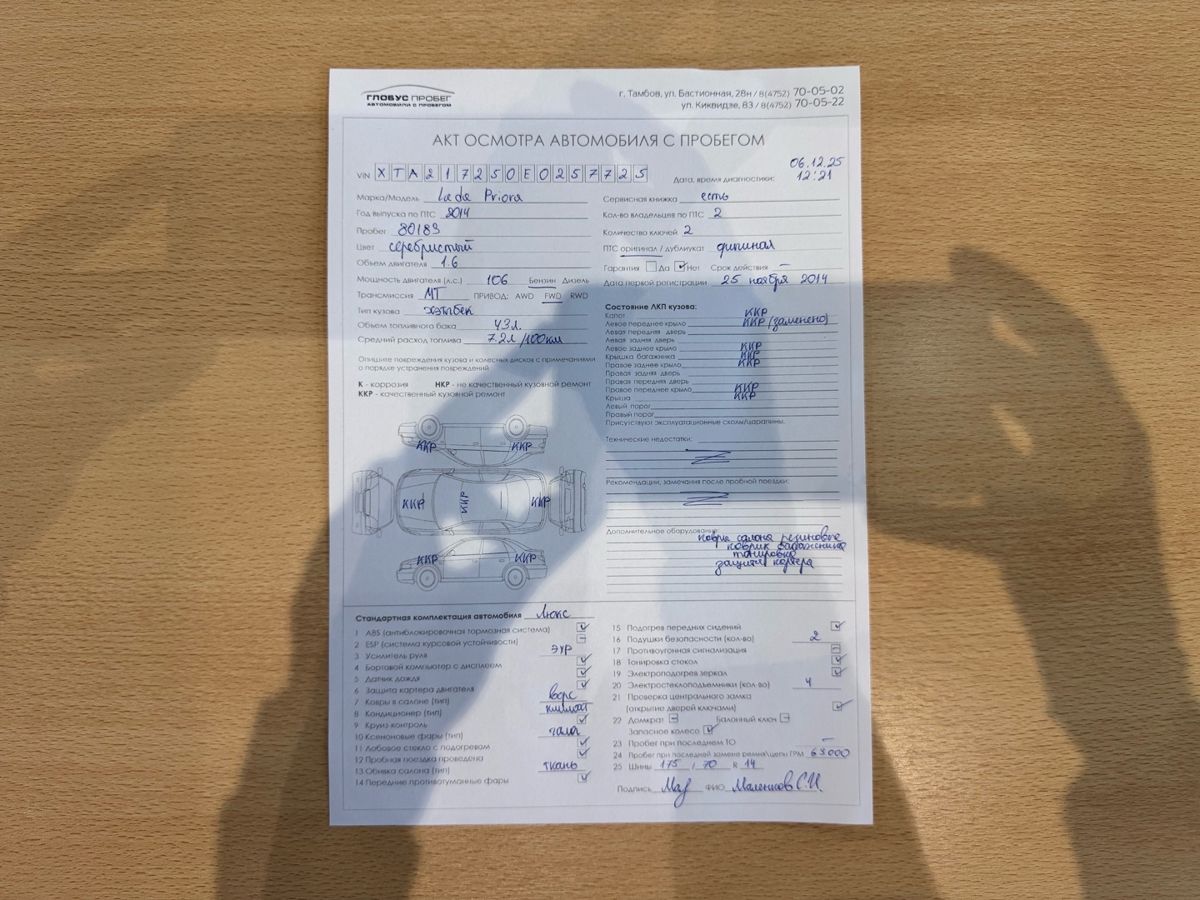 ГЛОБУС ПРОБЕГ
АВТОМОБИЛИ С ПРОБЕГОМ
г. Тамбов, ул. Бастионная, 28н / 8(4752) 70-05-02
ул. Киквидзе, 83 / 8(4752) 70-05-22
АКТ ОСМОТРА АВТОМОБИЛЯ С ПРОБЕГОМ
VIN XTA217250E0257725
Дата, время диагностики: 06.12.25 12:21
Марка/Модель Lada Priora
Год выпуска по ПТС 2014
Пробег 80183
Цвет серебристый
Объем двигателя 1.6
Мощность двигателя (л.с.) 106 Бензин Дизель
Трансмиссия МТ ПРИВОД: AWD FWD RWD
Тип кузова хэтчбек
Объем топливного бака 43л.
Средний расход топлива 7.2л/100км
Опишите повреждения кузова и колесных дисков с примечаниями
о порядке устранения повреждений
К - коррозия НКР - не качественный кузовной ремонт
ККР - качественный кузовной ремонт
ККР ККР
ККР ККР ККР
ККР ККР
Сервисная книжка есть
Кол-во владельцев по ПТС 2
Количество ключей 2
ПТС оригинал / дубликат
Гарантия Да Нет Срок действия –
Дата первой регистрации 25 ноября 2014
Состояние ЛКП кузова:
Капот ККР
Левое переднее крыло ККР (заменено)
Левая передняя дверь
Левая задняя дверь
Левое заднее крыло ККР
Крышка багажника ККР
Правое заднее крыло ККР
Правая задняя дверь
Правая передняя дверь
Правое переднее крыло ККР
Крыша ККР
Левый порог
Правый порог
Присутствуют эксплуатационные сколы/царапины.
Технические недостатки:
Рекомендации, замечания после пробной поездки:
Дополнительное оборудование:
ковры салона резиновые
коврик багажника
тонировка
защита картера
Стандартная комплектация автомобиля Люкс
1 ABS (антиблокировочная тормозная система)
2 ESP (система курсовой устойчивости)
3 Усилитель руля ЭУР
4 Бортовой компьютер с дисплеем
5 Датчик дождя
6 Защита картера двигателя
7 Ковры в салоне (тип) ворс
8 Кондиционер (тип) климат
9 Круиз-контроль
10 Ксеноновые фары (тип)
11 Лобовое стекло с подогревом
12 Пробная поездка проведена
13 Обивка салона (тип) ткань
14 Передние противотуманные фары
15 Подогрев передних сидений
16 Подушки безопасности (кол-во) 2
17 Противоугонная сигнализация
18 Тонировка стекол
19 Электроподогрев зеркал
20 Электростеклоподъемники (кол-во) 4
21 Проверка центрального замка
(открытие дверей ключами)
22 Домкрат Балонный ключ
Запасное колесо
23 Пробег при последнем ТО –
24 Пробег при последней замене ремня\цепи ГРМ 63.000
25 Шины 175 / 70 R 14
Подпись ФИО Маленков С.И